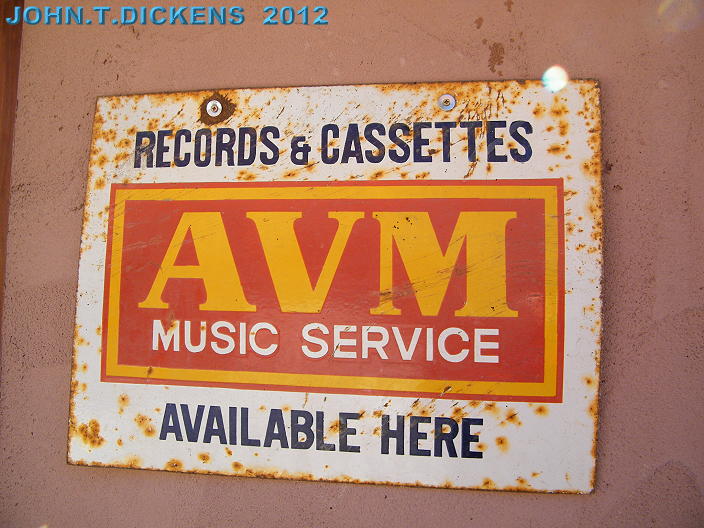 JOHN.T.DICKENS 2012
RECORDS & CASSETTES
AVM
MUSIC SERVICE
AVAILABLE HERE